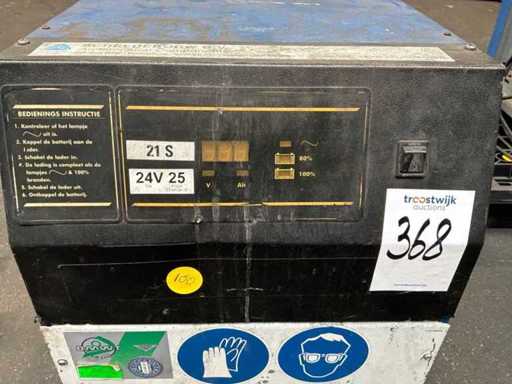 BEDIENINGS INSTRUCTIE
1. Kontroleer of het lampje
uit is.
2. Koppel de batterij aan de
lader.
3. Schakel de lader in.
4. De lading is compleet als de
lampjes & 100%
branden.
5. Schakel de lader uit.
6. Ontkoppel de batterij.
21 S
24V 25
V Ah
80%
100%
troostwijk
auctions
368
100